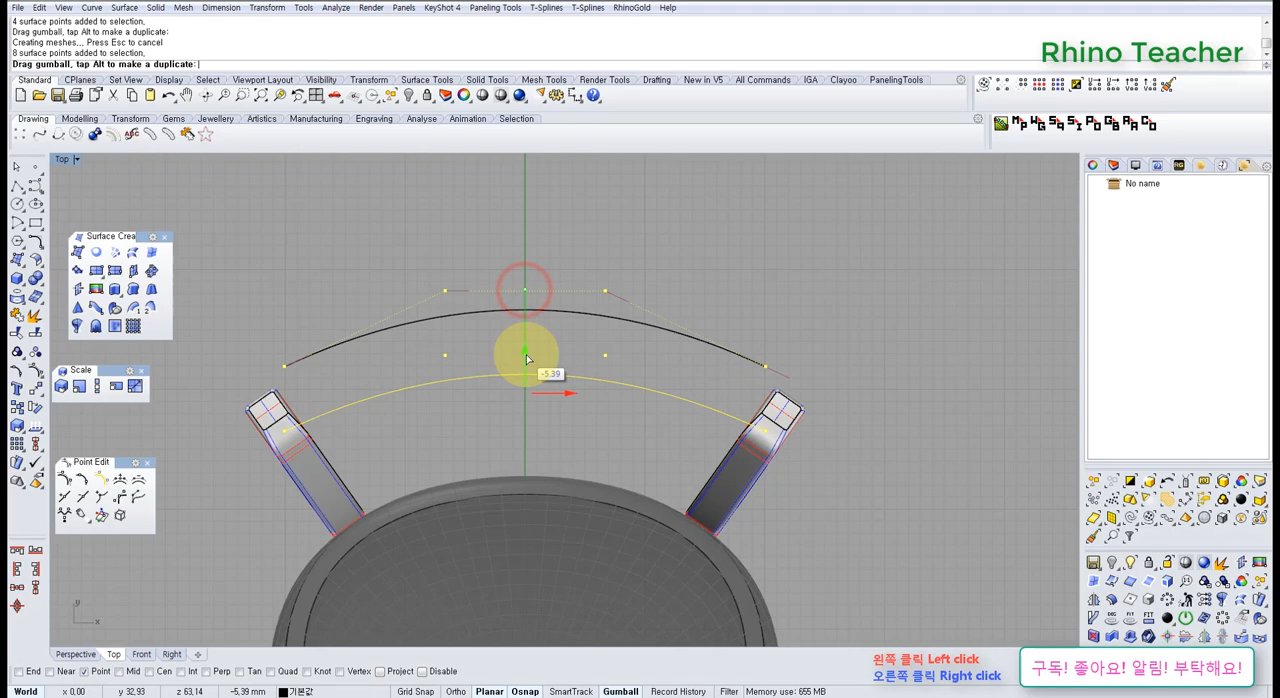 File Edit View Curve Surface Solid Mesh Dimension Transform Tools Analyze Render Panels KeyShot 4 Paneling Tools T-Splines T-Splines RhinoGold Help
4 surface points added to selection,
Drag gumball, tap Alt to make a duplicate:
Creating meshes,,, Press Esc to cancel
8 surface points added to selection,
Drag gumball, tap Alt to make a duplicate:
Rhino Teacher
Standard CPlanes Set View Display Select Viewport Layout Visibility Transform Curve Tools Surface Tools Solid Tools Mesh Tools Render Tools Drafting New in V5 All Commands IGA Clayoo PanelingTools
Drawing Modelling Transform Gems Jewellery Artistics Manufacturing Engraving Analyse Animation Selection
Top
No name
Surface Crea
-5.39
Scale
Point Edit
y
x
Perspective Top Front Right
End Near Point Mid Cen Int Perp Tan Quad Knot Vertex Project Disable
왼쪽 클릭 Left click
오른쪽 클릭 Right click
구독! 좋아요! 알림! 부탁해요!
World x 0,00 y 32,93 z 63,14 -5,39 mm 기본값 Grid Snap Ortho Planar Osnap SmartTrack Gumball Record History Filter Memory use: 655 MB